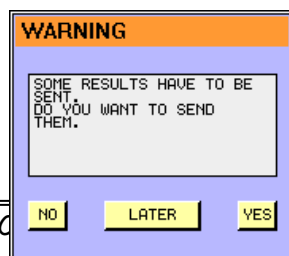 WARNING
SOME RESULTS HAVE TO BE
SENT.
DO YOU WANT TO SEND
THEM.
NO LATER YES